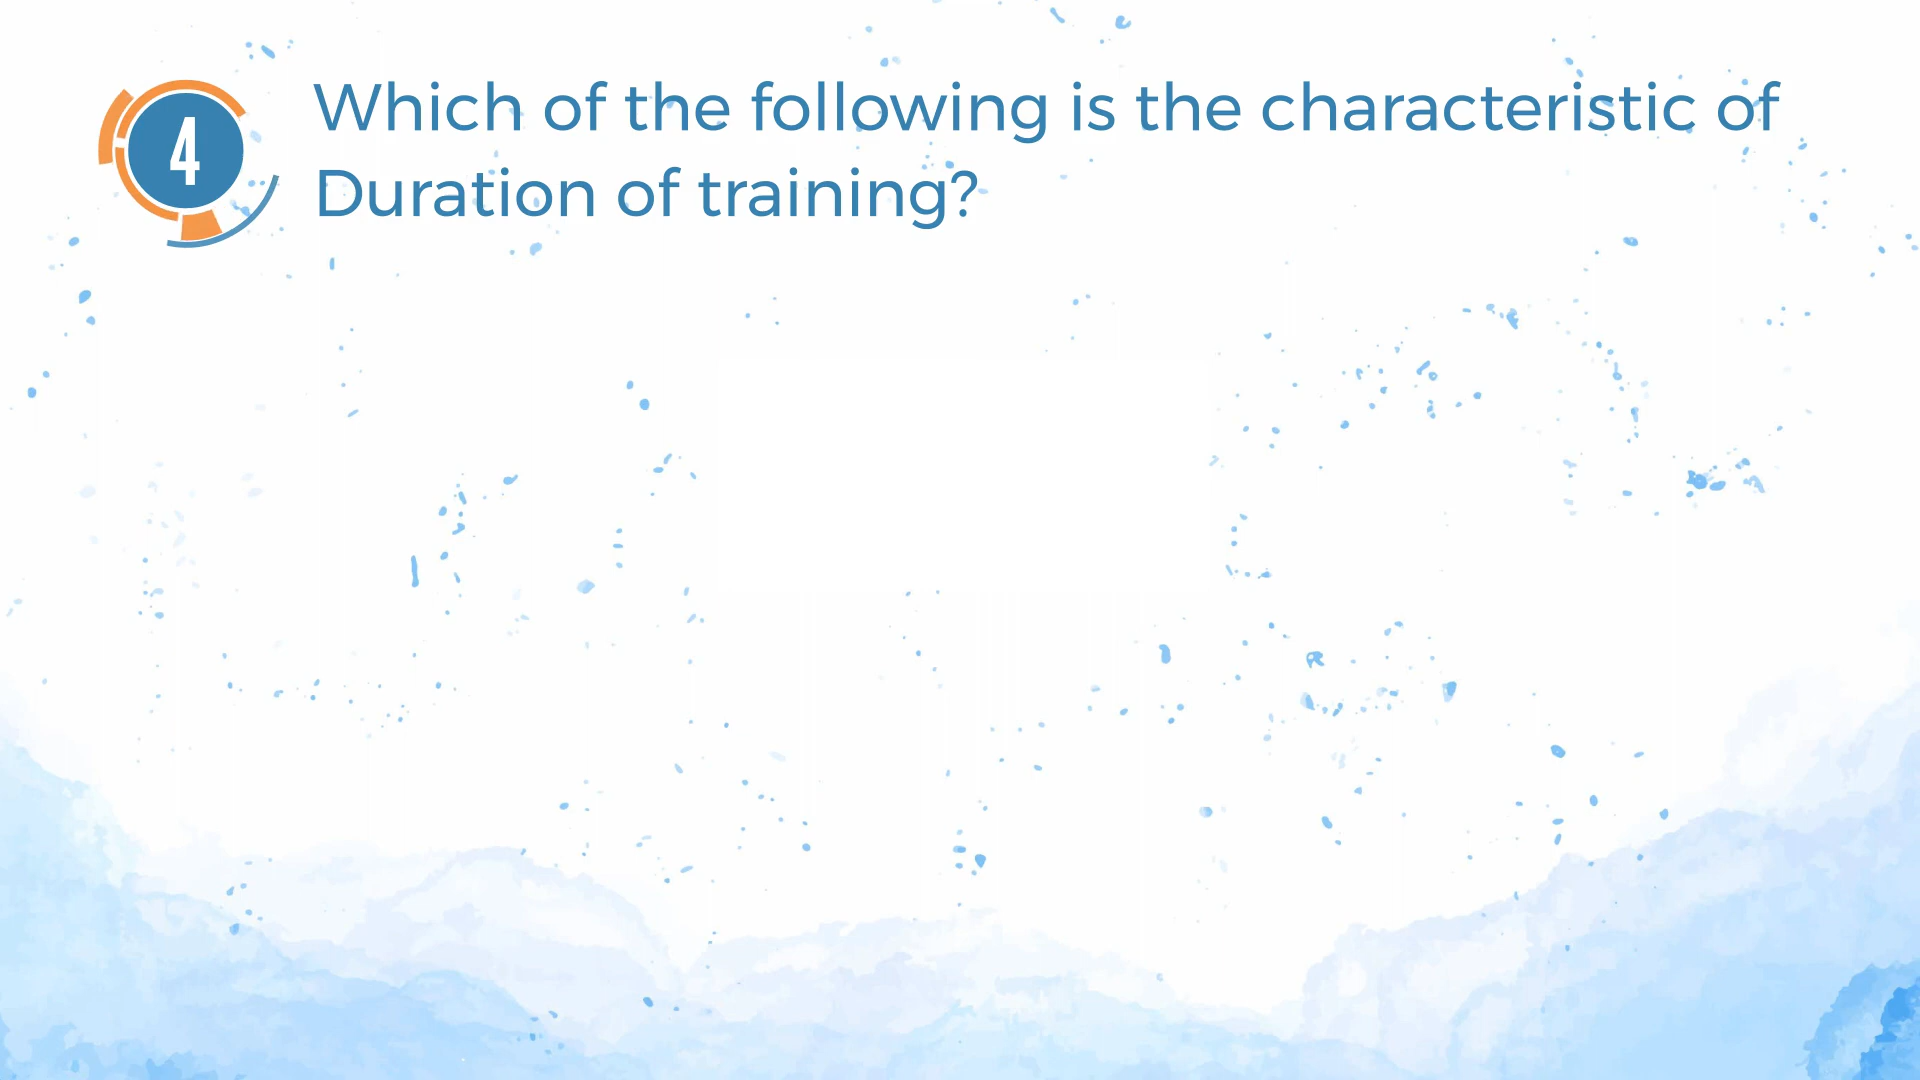 4
Which of the following is the characteristic of
Duration of training?